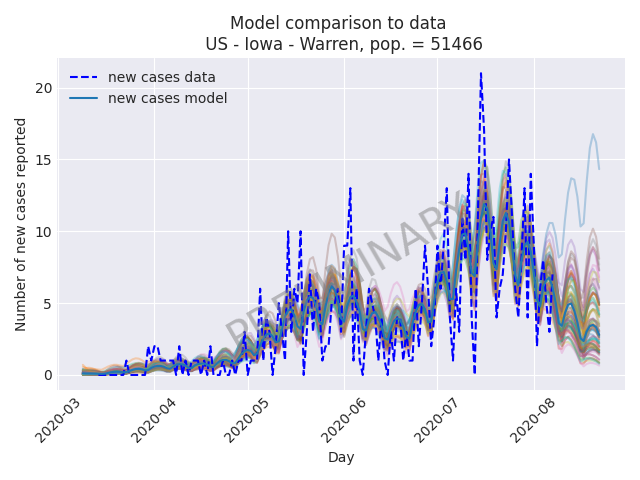 Model comparison to data
US - Iowa - Warren, pop. = 51466
new cases data
new cases model
PRELIMINARY
Number of new cases reported
20
15
10
5
0
2020-03
2020-04
2020-05
2020-06
2020-07
2020-08
Day